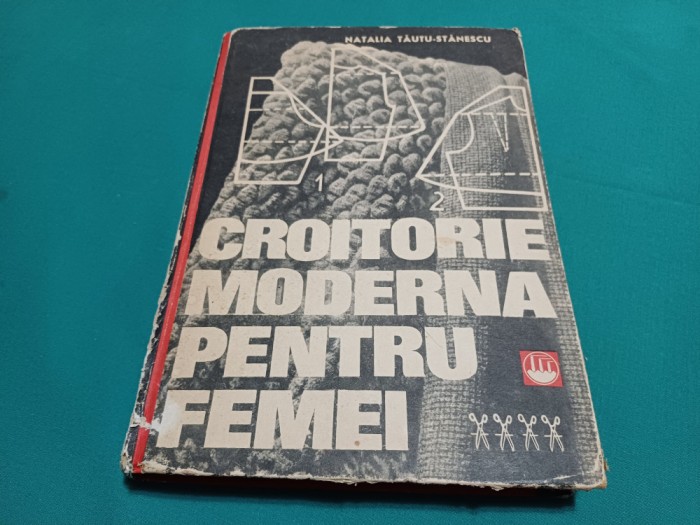 NATALIA TĂUTU-STĂNESCU
1
2
CROITORIE
MODERNA
PENTRU
FEMEI